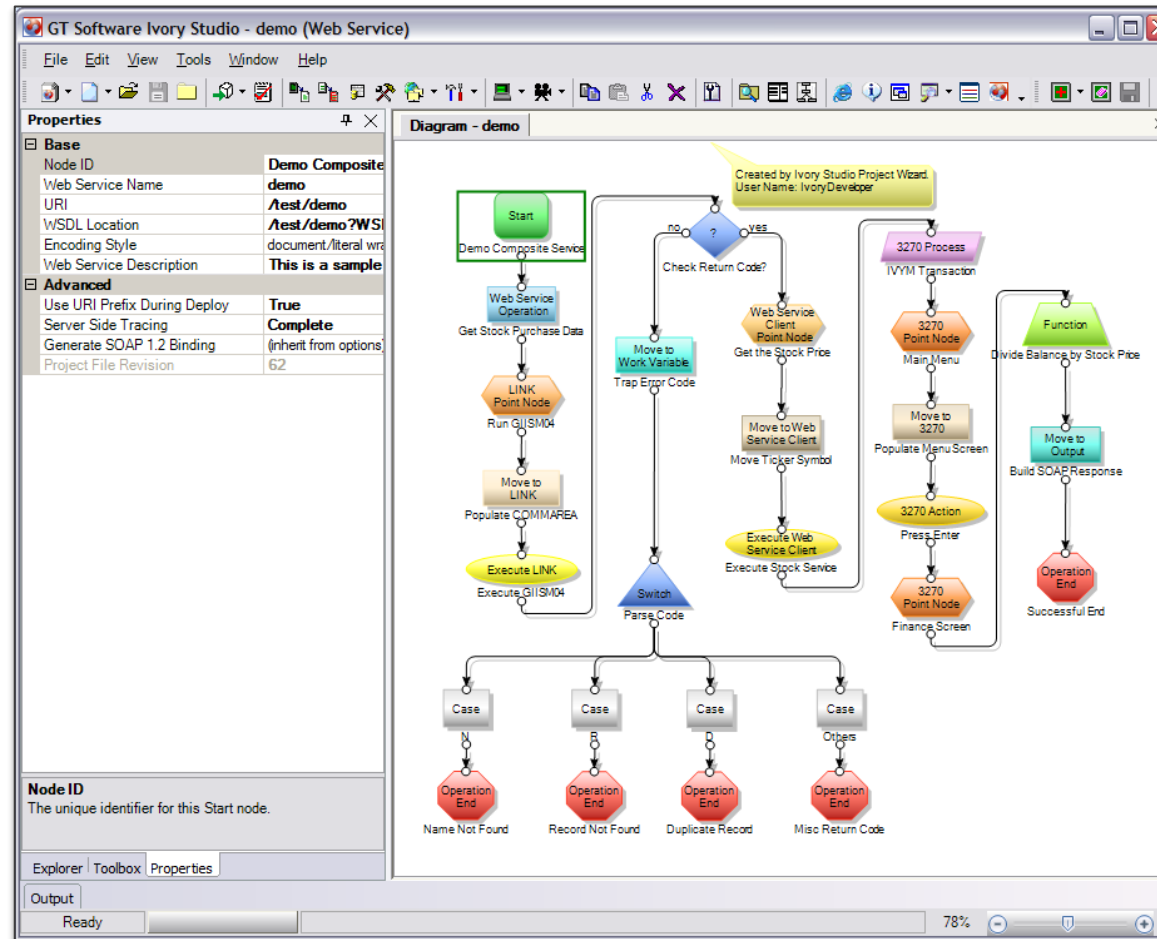 GT Software Ivory Studio - demo (Web Service)
File Edit View Tools Window Help
Properties
Base
Node ID Demo Composite
Web Service Name demo
URI /test/demo
WSDL Location /test/demo?WSI
Encoding Style document/literal wra
Web Service Description This is a sample
Advanced
Use URI Prefix During Deploy True
Server Side Tracing Complete
Generate SOAP 1.2 Binding (inherit from options)
Project File Revision 62
Node ID
The unique identifier for this Start node.
Explorer Toolbox Properties
Output
Ready
78%
Diagram - demo
Created by Ivory Studio Project Wizard.
User Name: IvoryDeveloper
Start
Demo Composite Service
Web Service
Operation
Get Stock Purchase Data
LINK
Point Node
Run GIISM04
Move to
LINK
Populate COMMAREA
Execute LINK
Execute GIISM04
no ? yes
Check Return Code?
Move to
Work Variable
Trap Error Code
Switch
Parse Code
Web Service
Client
Point Node
Get the Stock Price
Move to Web
Service Client
Move Ticker Symbol
Execute Web
Service Client
Execute Stock Service
3270 Process
IVYM Transaction
3270
Point Node
Main Menu
Move to
3270
Populate Menu Screen
3270 Action
Press Enter
3270
Point Node
Finance Screen
Function
Divide Balance by Stock Price
Move to
Output
Build SOAP Response
Operation
End
Successful End
Case
N
Operation
End
Name Not Found
Case
R
Operation
End
Record Not Found
Case
D
Operation
End
Duplicate Record
Case
Others
Operation
End
Misc Return Code